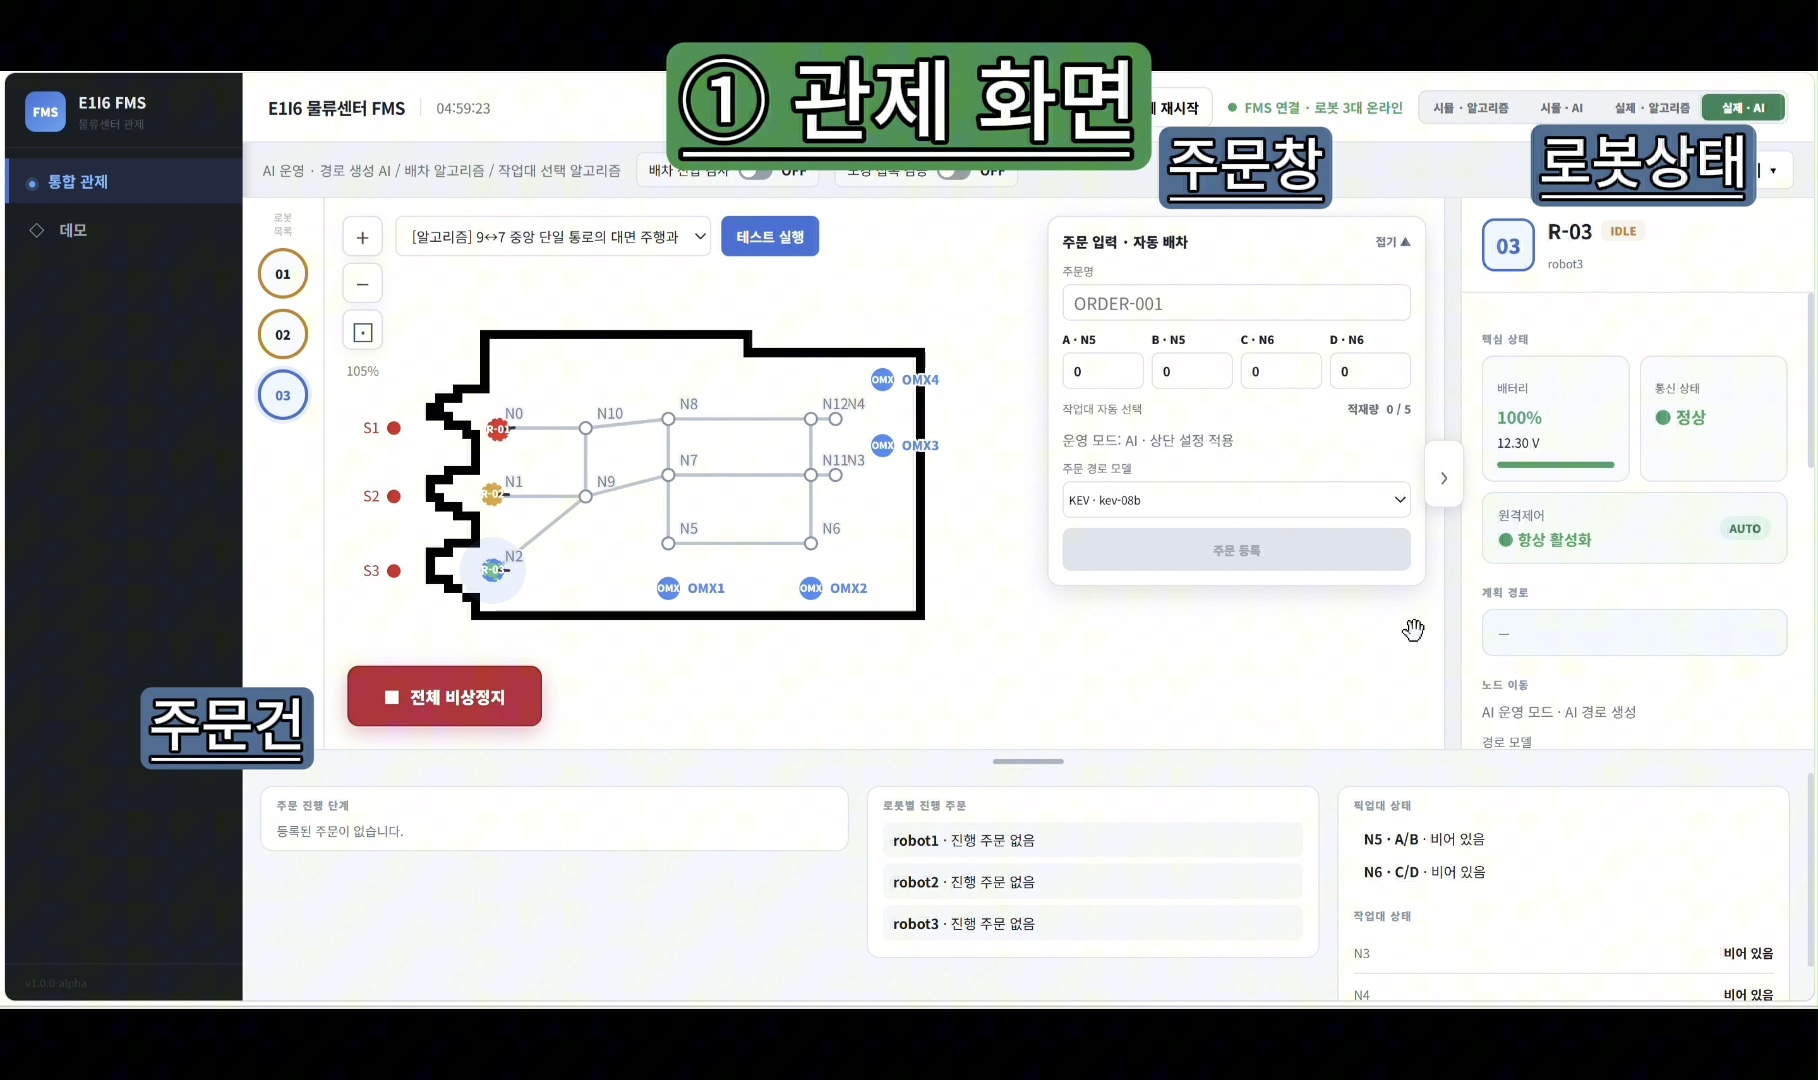 ① 관제 화면
FMS
E1I6 FMS
물류센터 관제
E1I6 물류센터 FMS
04:59:23
재시작
FMS 연결 · 로봇 3대 온라인
시뮬 · 알고리즘
시뮬 · AI
실제 · 알고리즘
실제 · AI
통합 관제
데모
AI 운영 · 경로 생성 AI / 배차 알고리즘 / 작업대 선택 알고리즘
OFF
OFF
주문창
로봇상태
▼
로봇
목록
01
02
03
+
−
105%
[알고리즘] 9↔7 중앙 단일 통로의 대면 주행과
테스트 실행
OMX OMX4
OMX OMX3
N0
N10
N8
N12
N4
S1
R-01
N7
N11
N3
N1
N9
S2
R-02
N5
N6
N2
S3
R-03
OMX OMX1
OMX OMX2
전체 비상정지
주문 입력 · 자동 배차
접기 ▲
주문명
ORDER-001
A · N5
B · N5
C · N6
D · N6
0
0
0
0
작업대 자동 선택
적재량 0 / 5
운영 모드: AI · 상단 설정 적용
주문 경로 모델
KEV · kev-08b
주문 등록
03
R-03
IDLE
robot3
핵심 상태
배터리
100%
12.30 V
통신 상태
정상
원격제어
항상 활성화
AUTO
계획 경로
—
노드 이동
AI 운영 모드 · AI 경로 생성
경로 모델
주문건
주문 진행 단계
등록된 주문이 없습니다.
로봇별 진행 주문
robot1 · 진행 주문 없음
robot2 · 진행 주문 없음
robot3 · 진행 주문 없음
픽업대 상태
N5 · A/B · 비어 있음
N6 · C/D · 비어 있음
작업대 상태
N3
비어 있음
N4
비어 있음
v1.0.0-alpha